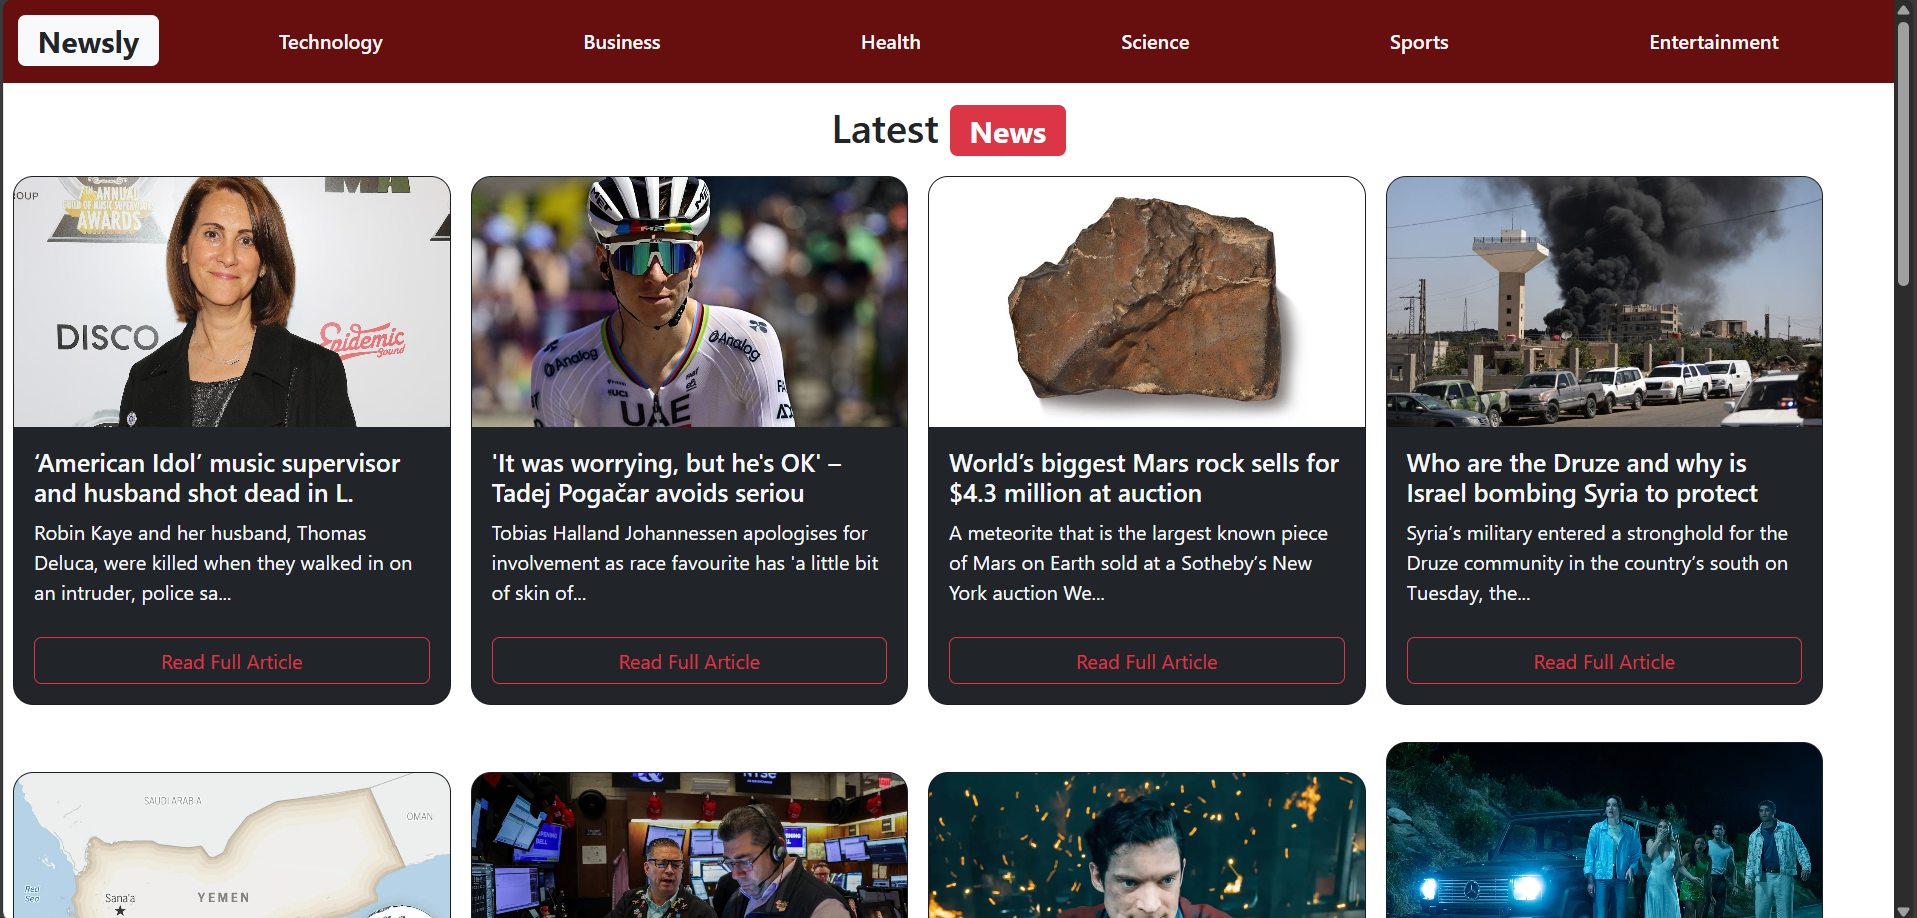 Newsly
Technology
Business
Health
Science
Sports
Entertainment
Latest News
ROUP
7TH ANNUAL
GUILD OF MUSIC SUPERVISORS
AWARDS
DISCO
Epidemic
Sound
MET
Analog
Analog
UCI
UAE
‘American Idol’ music supervisor
and husband shot dead in L.
Robin Kaye and her husband, Thomas
Deluca, were killed when they walked in on
an intruder, police sa...
Read Full Article
'It was worrying, but he's OK' –
Tadej Pogačar avoids seriou
Tobias Halland Johannessen apologises for
involvement as race favourite has 'a little bit
of skin of...
Read Full Article
World’s biggest Mars rock sells for
$4.3 million at auction
A meteorite that is the largest known piece
of Mars on Earth sold at a Sotheby’s New
York auction We...
Read Full Article
Who are the Druze and why is
Israel bombing Syria to protect
Syria’s military entered a stronghold for the
Druze community in the country’s south on
Tuesday, the...
Read Full Article
SAUDI ARABIA
OMAN
Red
Sea
Sana'a
YEMEN
NYSE
OPENING
BELL